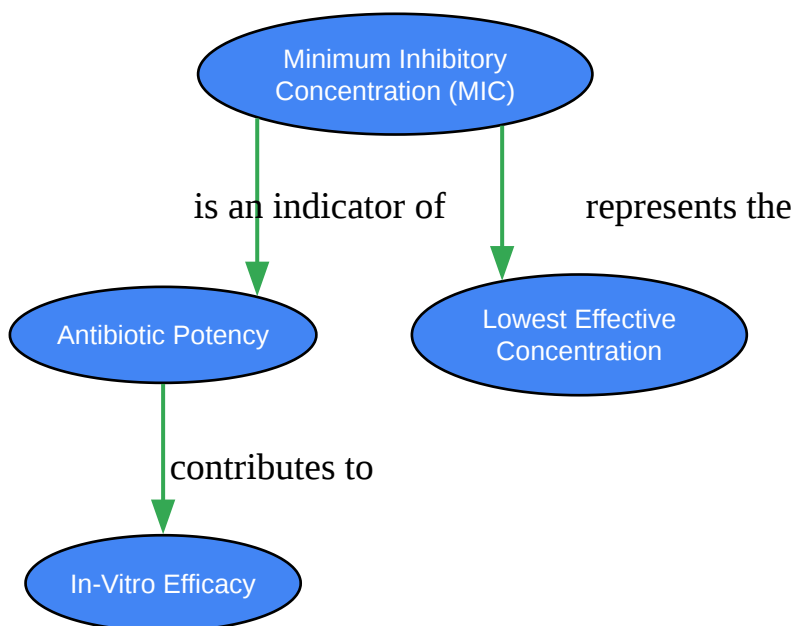 Minimum Inhibitory
Concentration (MIC)
is an indicator of
represents the
Antibiotic Potency
Lowest Effective
Concentration
contributes to
In-Vitro Efficacy